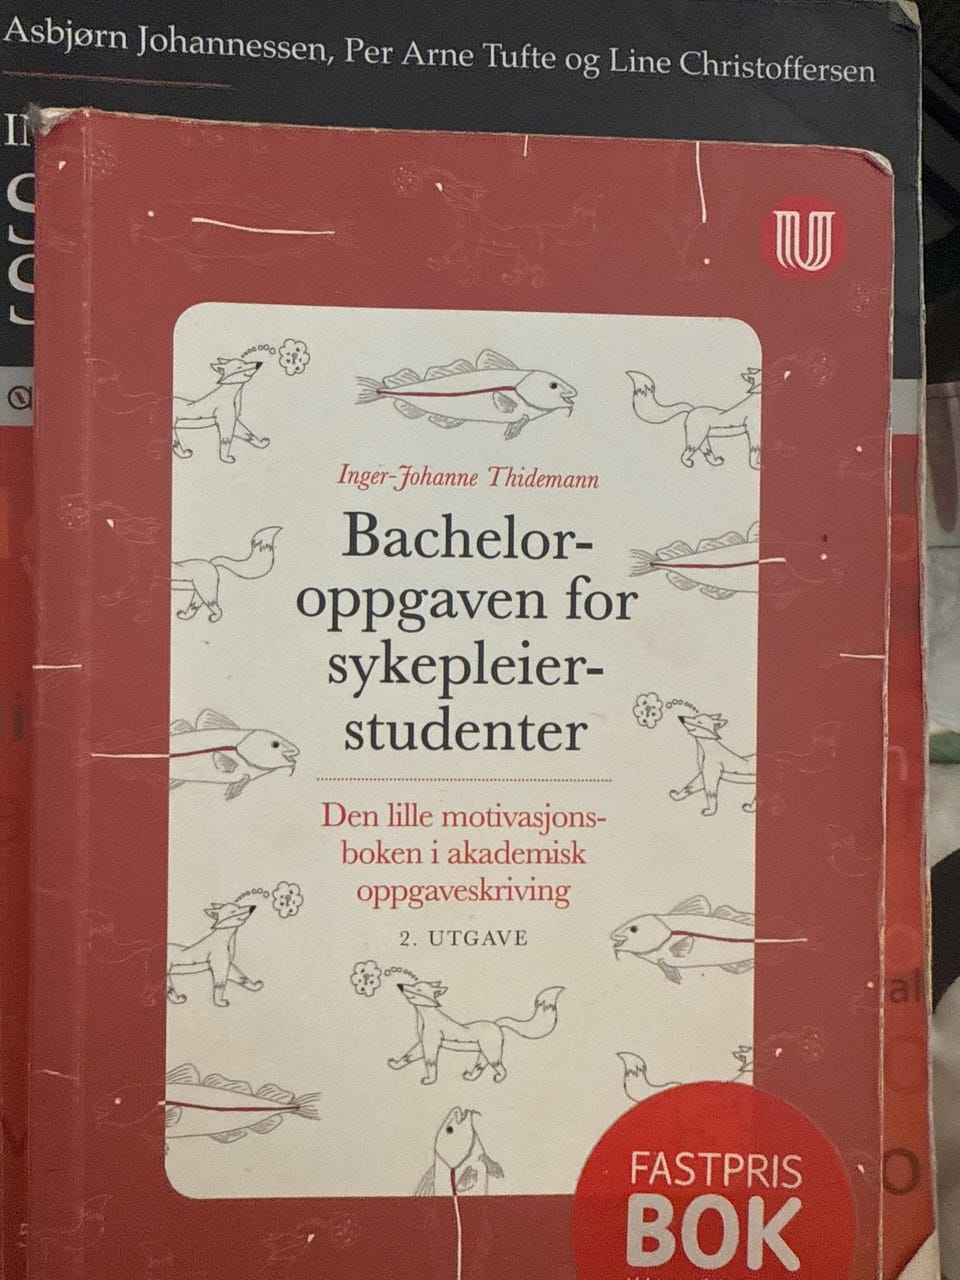 Asbjørn Johannessen, Per Arne Tufte og Line Christoffersen
U
Inger-Johanne Thidemann
Bachelor-
oppgaven for
sykepleier-
studenter
Den lille motivasjons-
boken i akademisk
oppgaveskriving
2. UTGAVE
al
FASTPRIS
BOK